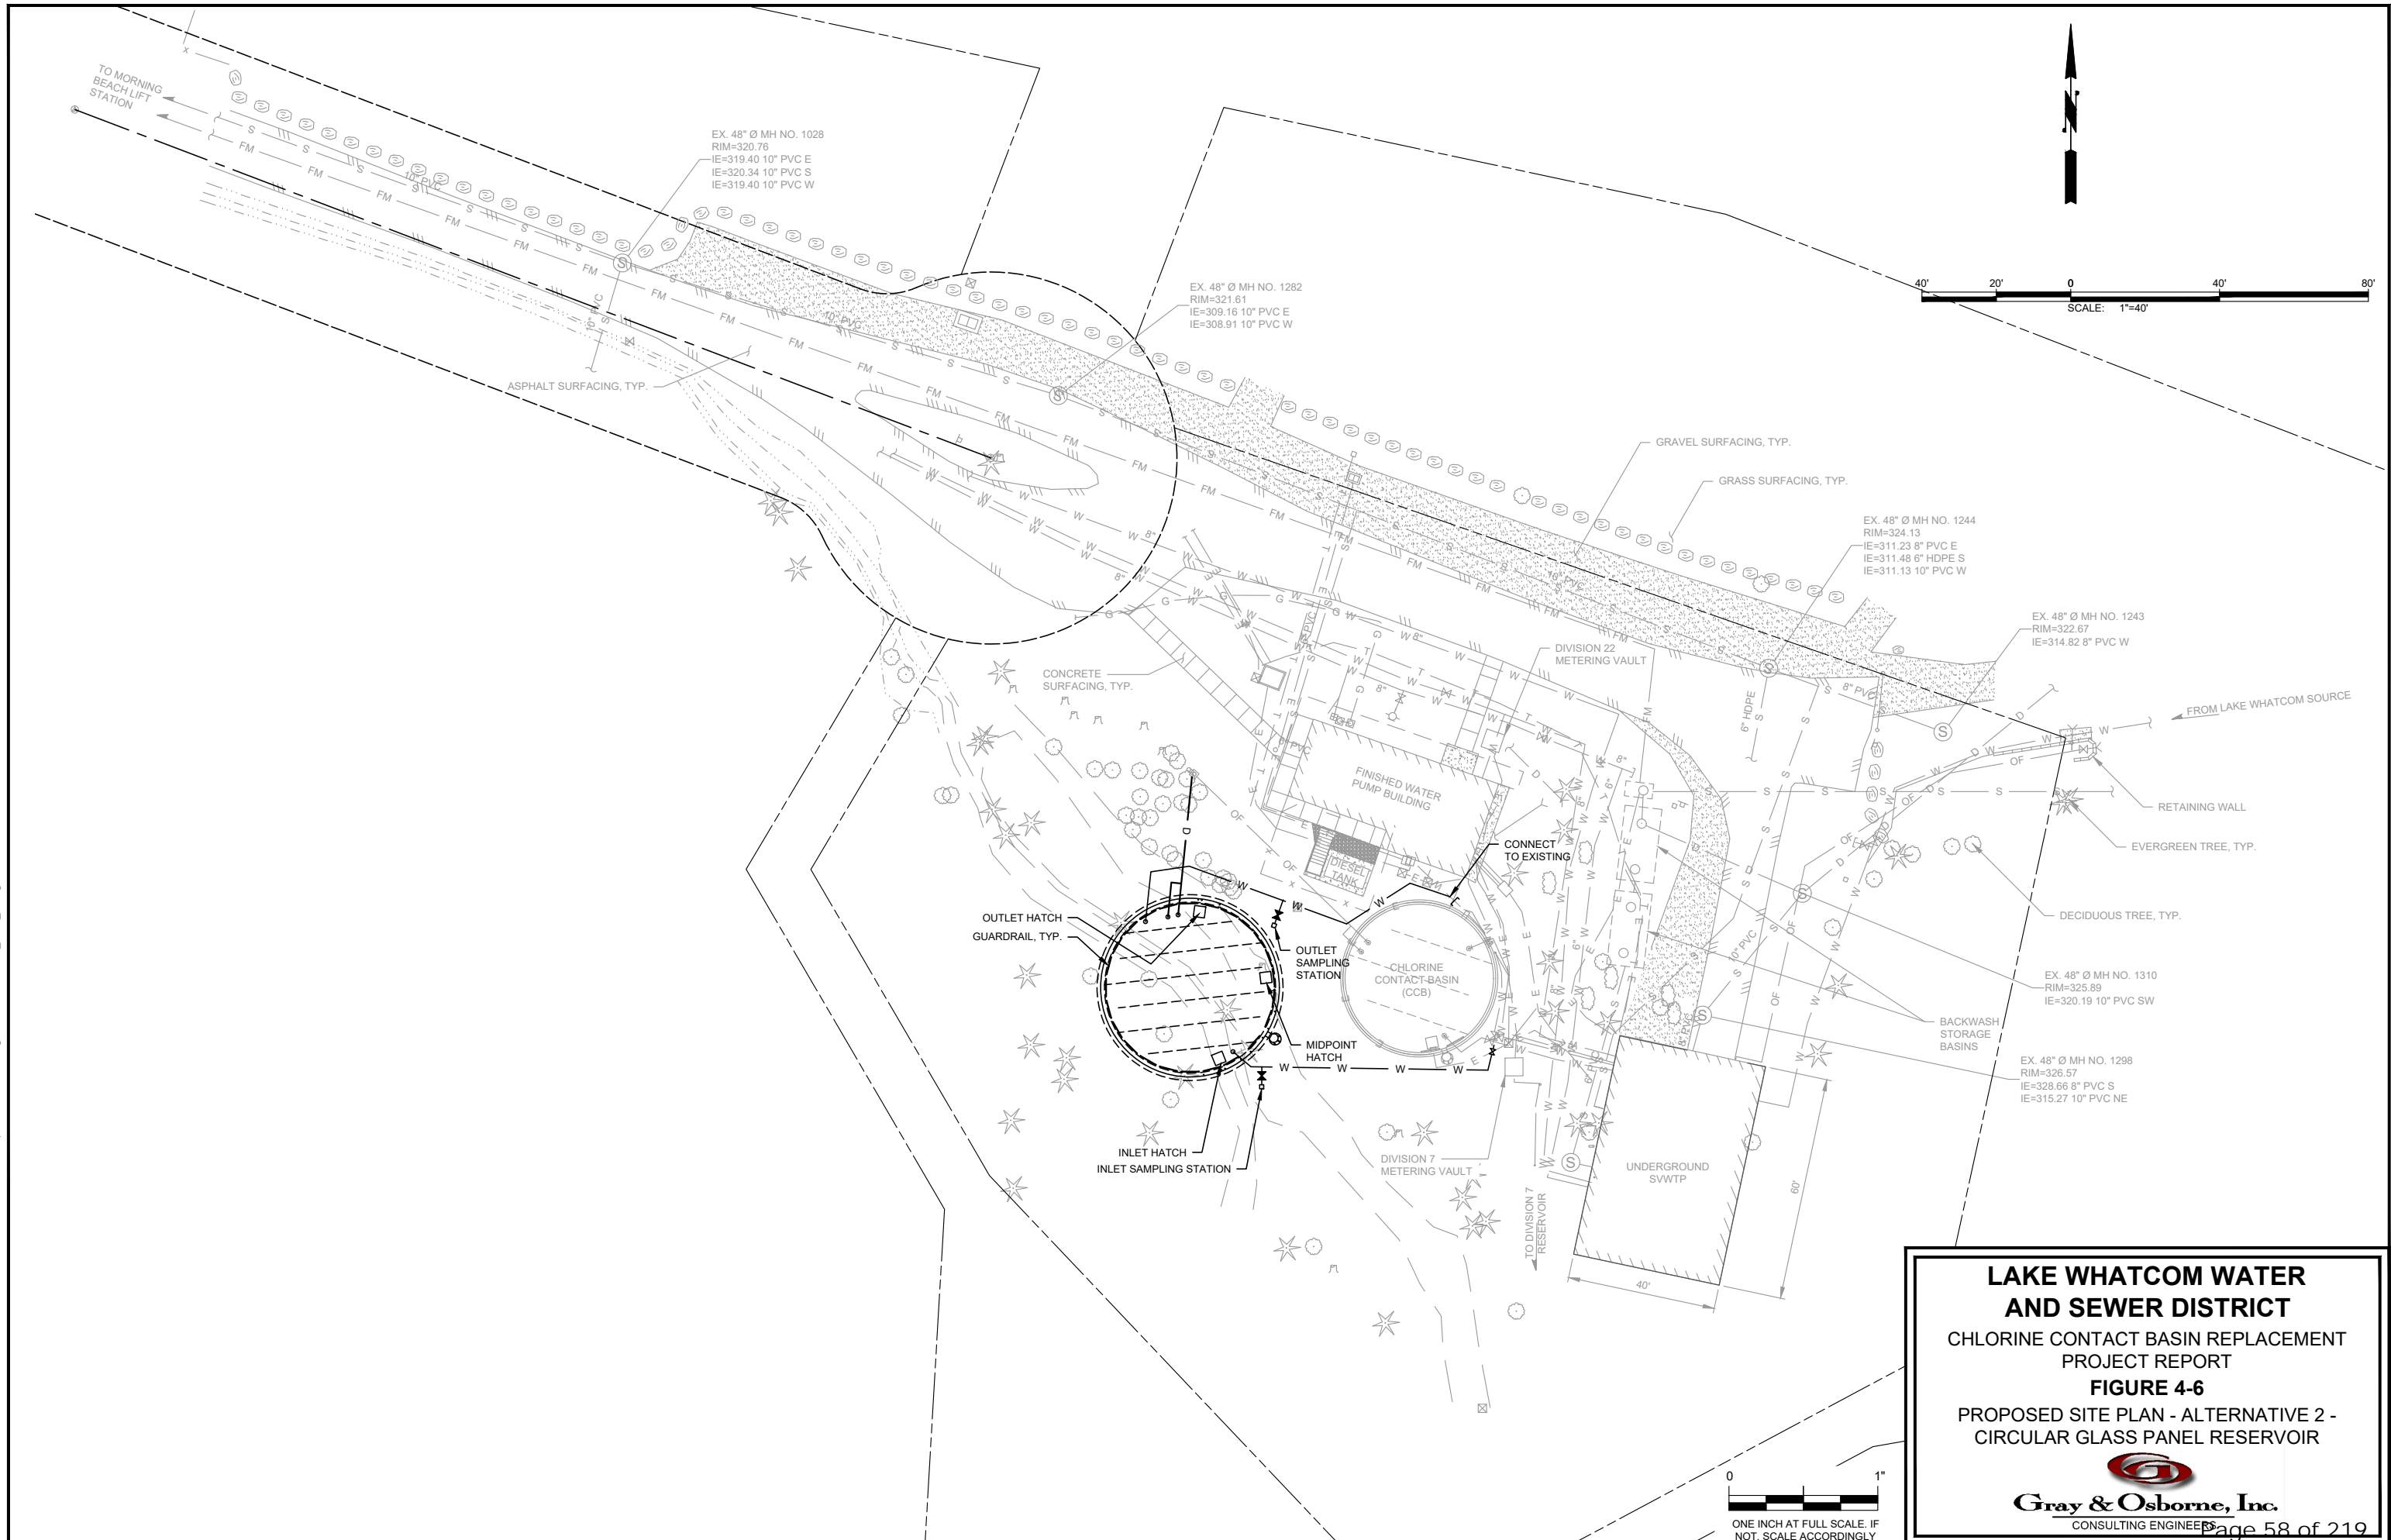 TO MORNING
BEACH LIFT
STATION
EX. 48" Ø MH NO. 1028
RIM=320.76
IE=319.40 10" PVC E
IE=320.34 10" PVC S
IE=319.40 10" PVC W
EX. 48" Ø MH NO. 1282
RIM=321.61
IE=309.16 10" PVC E
IE=308.91 10" PVC W
40' 20' 0 40' 80'
SCALE: 1"=40'
ASPHALT SURFACING, TYP.
GRAVEL SURFACING, TYP.
GRASS SURFACING, TYP.
EX. 48" Ø MH NO. 1244
RIM=324.13
IE=311.23 8" PVC E
IE=311.48 6" HDPE S
IE=311.13 10" PVC W
EX. 48" Ø MH NO. 1243
RIM=322.67
IE=314.82 8" PVC W
DIVISION 22
METERING VAULT
CONCRETE
SURFACING, TYP.
8" PVC
6" HDPE
FROM LAKE WHATCOM SOURCE
FINISHED WATER
PUMP BUILDING
RETAINING WALL
CONNECT
TO EXISTING
EVERGREEN TREE, TYP.
DIESEL
TANK
OUTLET HATCH
GUARDRAIL, TYP.
DECIDUOUS TREE, TYP.
OUTLET
SAMPLING
STATION
CHLORINE
CONTACT BASIN
(CCB)
10" PVC
EX. 48" Ø MH NO. 1310
RIM=325.89
IE=320.19 10" PVC SW
BACKWASH
STORAGE
BASINS
MIDPOINT
HATCH
EX. 48" Ø MH NO. 1298
RIM=326.57
IE=328.66 8" PVC S
IE=315.27 10" PVC NE
INLET HATCH
INLET SAMPLING STATION
DIVISION 7
METERING VAULT
UNDERGROUND
SVWTP
TO DIVISION 7
RESERVOIR
60'
40'
LAKE WHATCOM WATER
AND SEWER DISTRICT
CHLORINE CONTACT BASIN REPLACEMENT
PROJECT REPORT
FIGURE 4-6
PROPOSED SITE PLAN - ALTERNATIVE 2 -
CIRCULAR GLASS PANEL RESERVOIR
Gray & Osborne, Inc.
CONSULTING ENGINEERS
Page 58 of 219
0 1"
ONE INCH AT FULL SCALE. IF
NOT, SCALE ACCORDINGLY